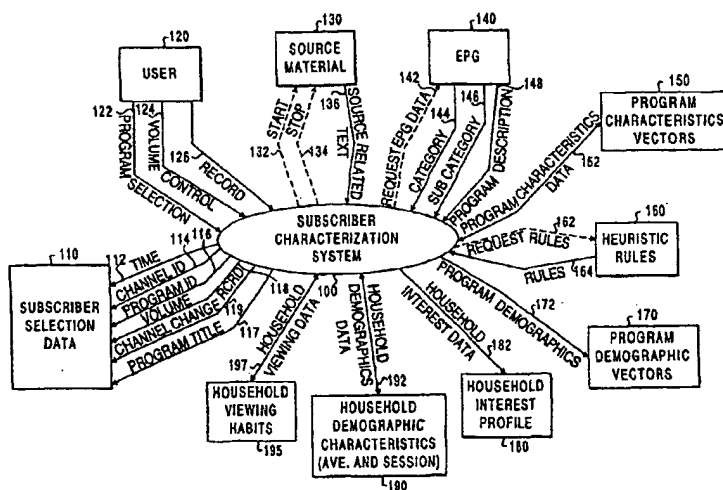 120
USER
130
SOURCE
MATERIAL
140
EPG
150
PROGRAM
CHARACTERISTICS
VECTORS
122
PROGRAM
SELECTION
124
VOLUME
CONTROL
126
RECORD
START
132
STOP
134
136
SOURCE RELATED
TEXT
142
REQUEST EPG DATA
144
CATEGORY
146
SUB CATEGORY
148
PROGRAM DESCRIPTION
PROGRAM CHARACTERISTICS
DATA
152
SUBSCRIBER
CHARACTERIZATION
SYSTEM
100
REQUEST RULES
162
RULES
164
160
HEURISTIC
RULES
110
SUBSCRIBER
SELECTION
DATA
112
TIME
114
CHANNEL ID
116
PROGRAM ID
VOLUME
CHANNEL CHANGE
RCRD
118
119
PROGRAM TITLE
117
HOUSEHOLD
VIEWING DATA
197
HOUSEHOLD
VIEWING
HABITS
195
HOUSEHOLD
DEMOGRAPHICS
DATA
192
HOUSEHOLD
DEMOGRAPHIC
CHARACTERISTICS
(AVE. AND SESSION)
190
HOUSEHOLD
INTEREST DATA
182
HOUSEHOLD
INTEREST
PROFILE
180
PROGRAM DEMOGRAPHICS
172
170
PROGRAM
DEMOGRAPHIC
VECTORS